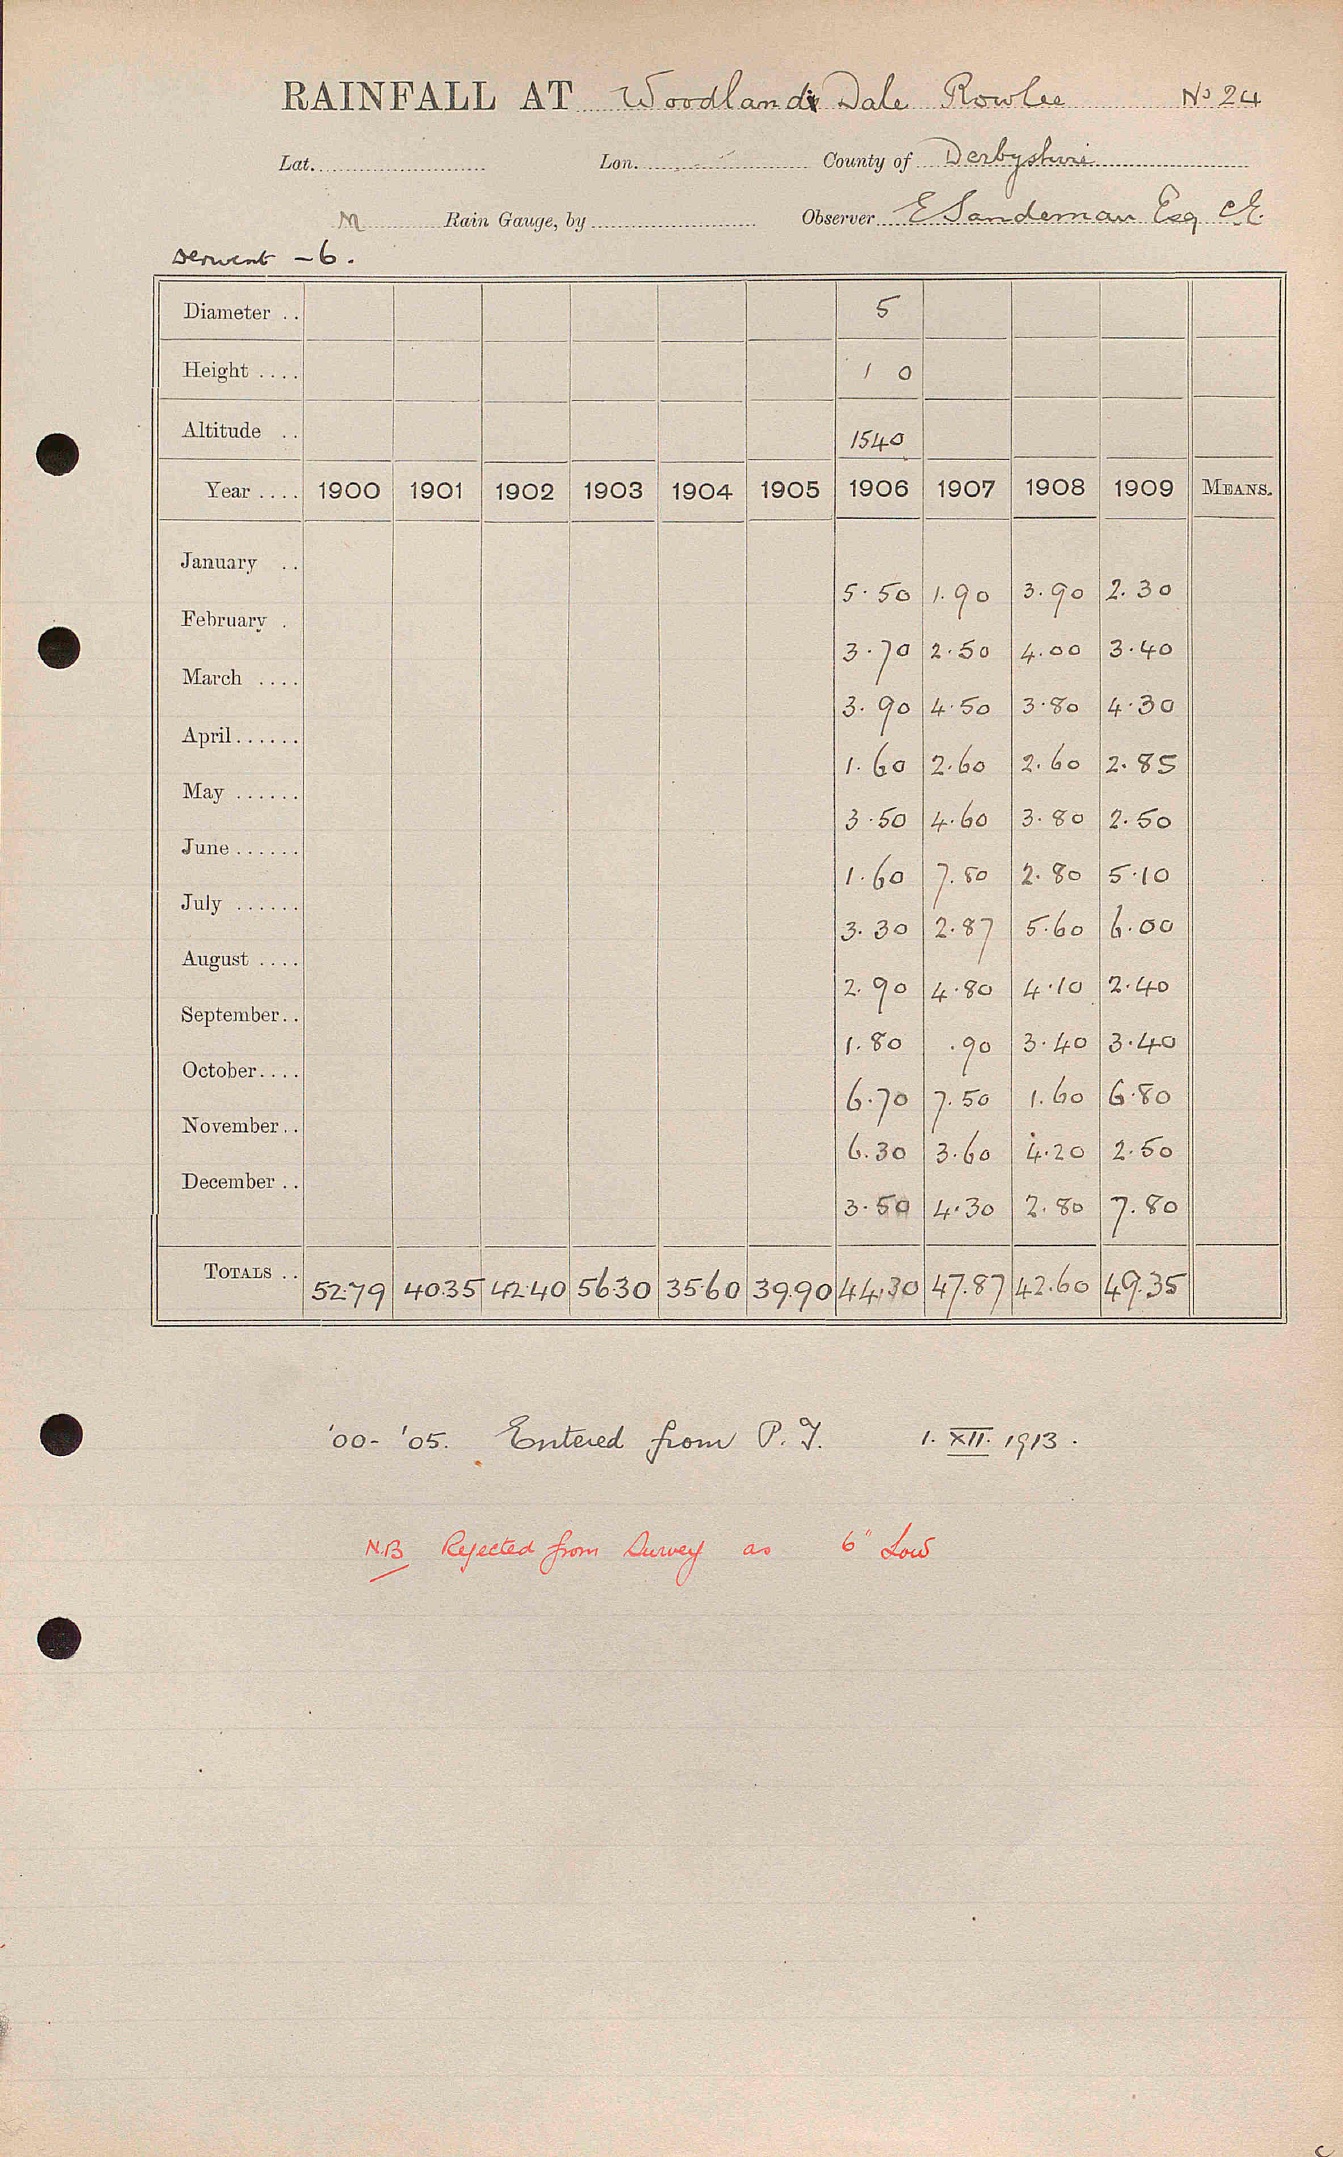 RAINFALL AT Woodland Dale Rowlee No 24
Lat. Lon. County of Derbyshire
M Rain Gauge, by Observer E Sandeman Esq C.E.
Derwent - 6.
Diameter .. 5
Height .... 1 0
Altitude .. 1540
Year .... 1900 1901 1902 1903 1904 1905 1906 1907 1908 1909 MEANS.
January .. 5.50 1.90 3.90 2.30
February . 3.70 2.50 4.00 3.40
March .... 3.90 4.50 3.80 4.30
April...... 1.60 2.60 2.60 2.85
May ...... 3.50 4.60 3.80 2.50
June ...... 1.60 7.80 2.80 5.10
July ...... 3.30 2.87 5.60 6.00
August .... 2.90 4.80 4.10 2.40
September.. 1.80 .90 3.40 3.40
October.... 6.70 7.50 1.60 6.80
November.. 6.30 3.60 4.20 2.50
December .. 3.50 4.30 2.80 7.80
TOTALS .. 52.79 40.35 42.40 56.30 35.60 39.90 44.30 47.87 42.60 49.35
'00- '05. Entered from P. T. 1. XII. 1913.
N.B Rejected from Survey as 6" Low